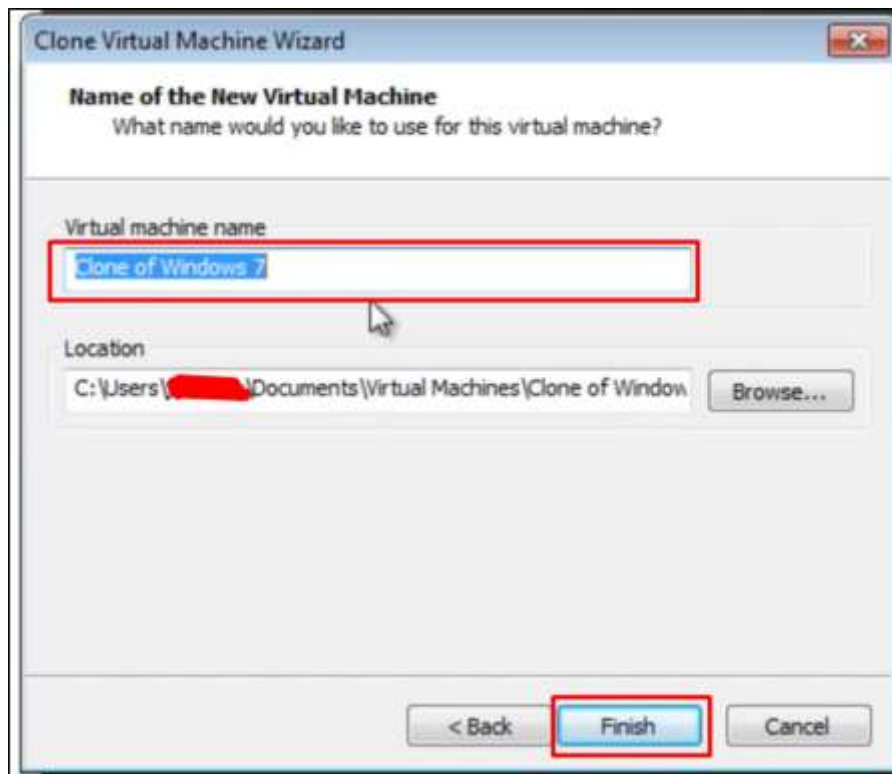 Clone Virtual Machine Wizard
Name of the New Virtual Machine
What name would you like to use for this virtual machine?
Virtual machine name
Clone of Windows 7
Location
C:\Users\ \Documents\Virtual Machines\Clone of Window
Browse...
< Back
Finish
Cancel